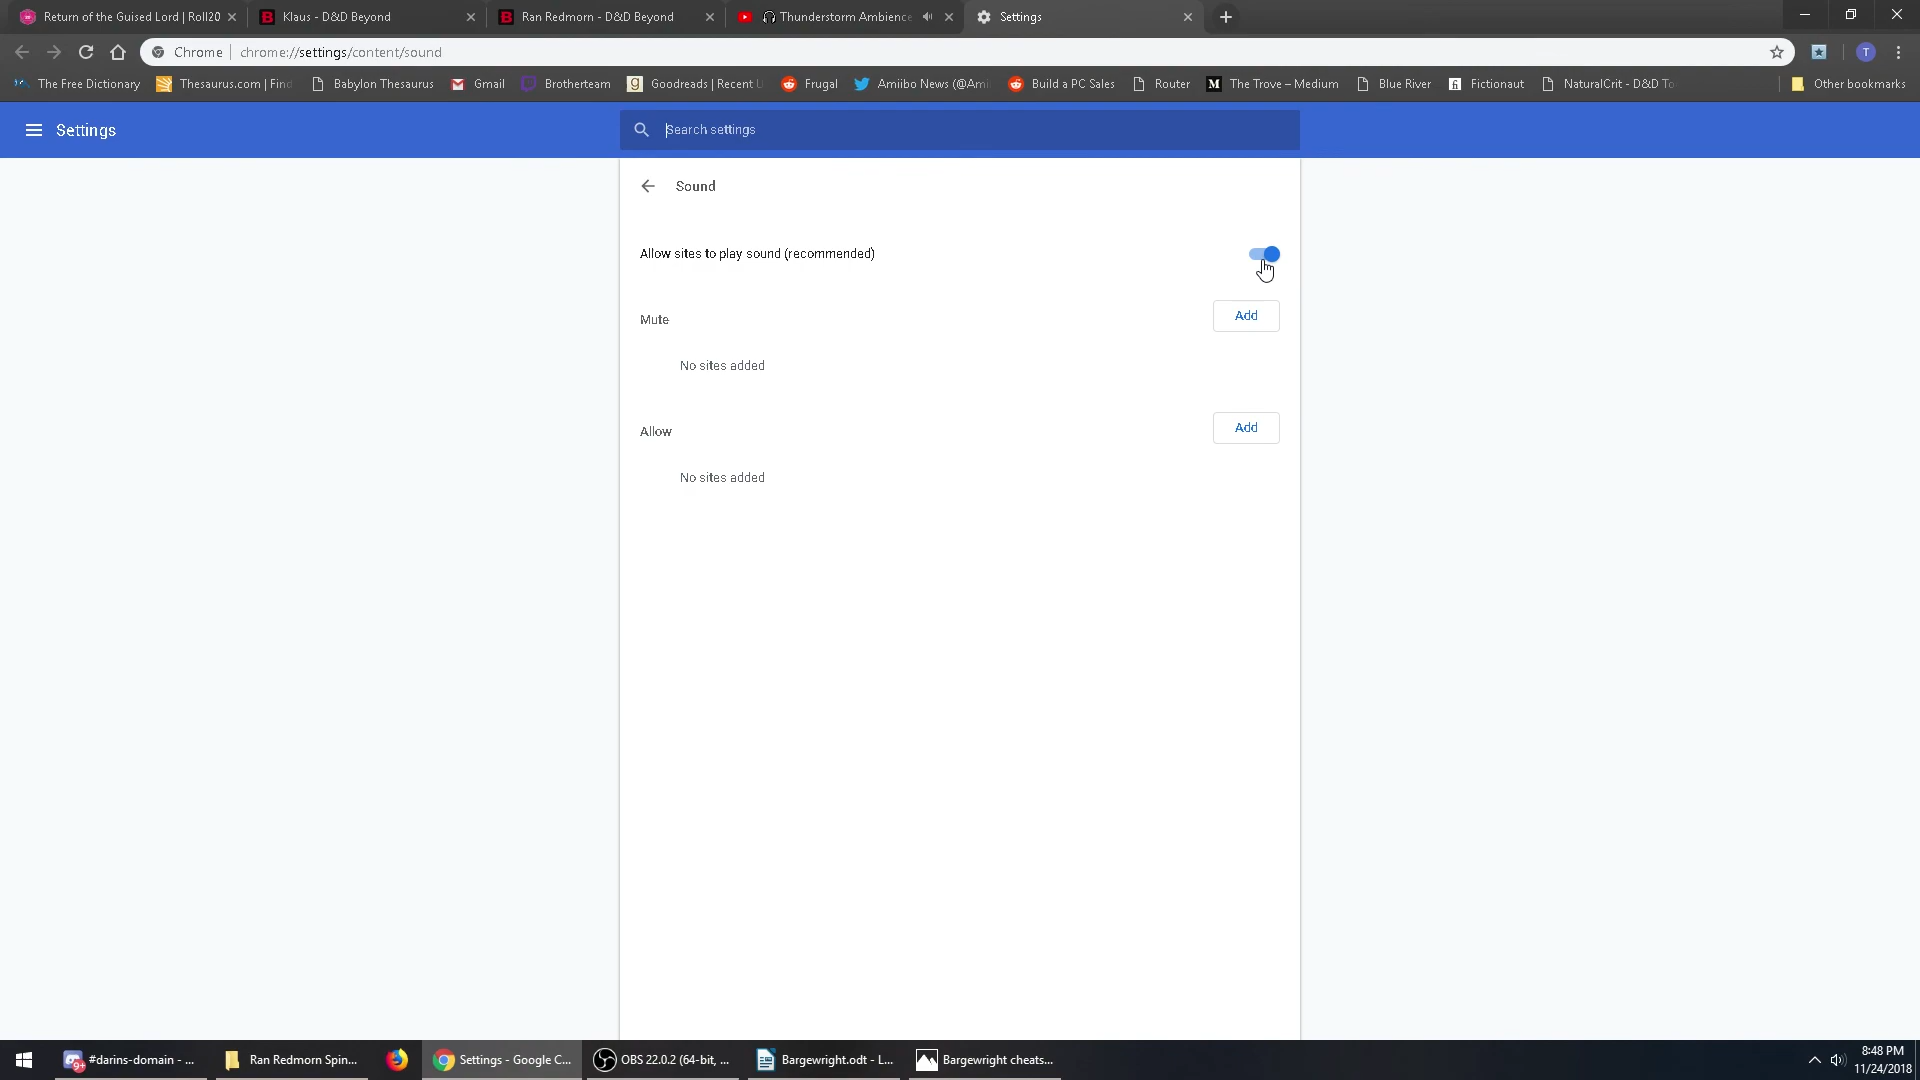 Return of the Guised Lord | Roll20
Klaus - D&D Beyond
Ran Redmorn - D&D Beyond
Thunderstorm Ambience
Settings
Chrome
chrome://settings/content/sound
T
The Free Dictionary
Thesaurus.com | Find
Babylon Thesaurus
Gmail
Brotherteam
Goodreads | Recent U
Frugal
Amiibo News (@Ami
Build a PC Sales
Router
The Trove – Medium
Blue River
Fictionaut
NaturalCrit - D&D To
Other bookmarks
Settings
Search settings
Sound
Allow sites to play sound (recommended)
Mute
Add
No sites added
Allow
Add
No sites added
9+
#darins-domain - ...
Ran Redmorn Spin...
Settings - Google C...
OBS 22.0.2 (64-bit, ...
Bargewright.odt - L...
Bargewright cheats...
8:48 PM
11/24/2018